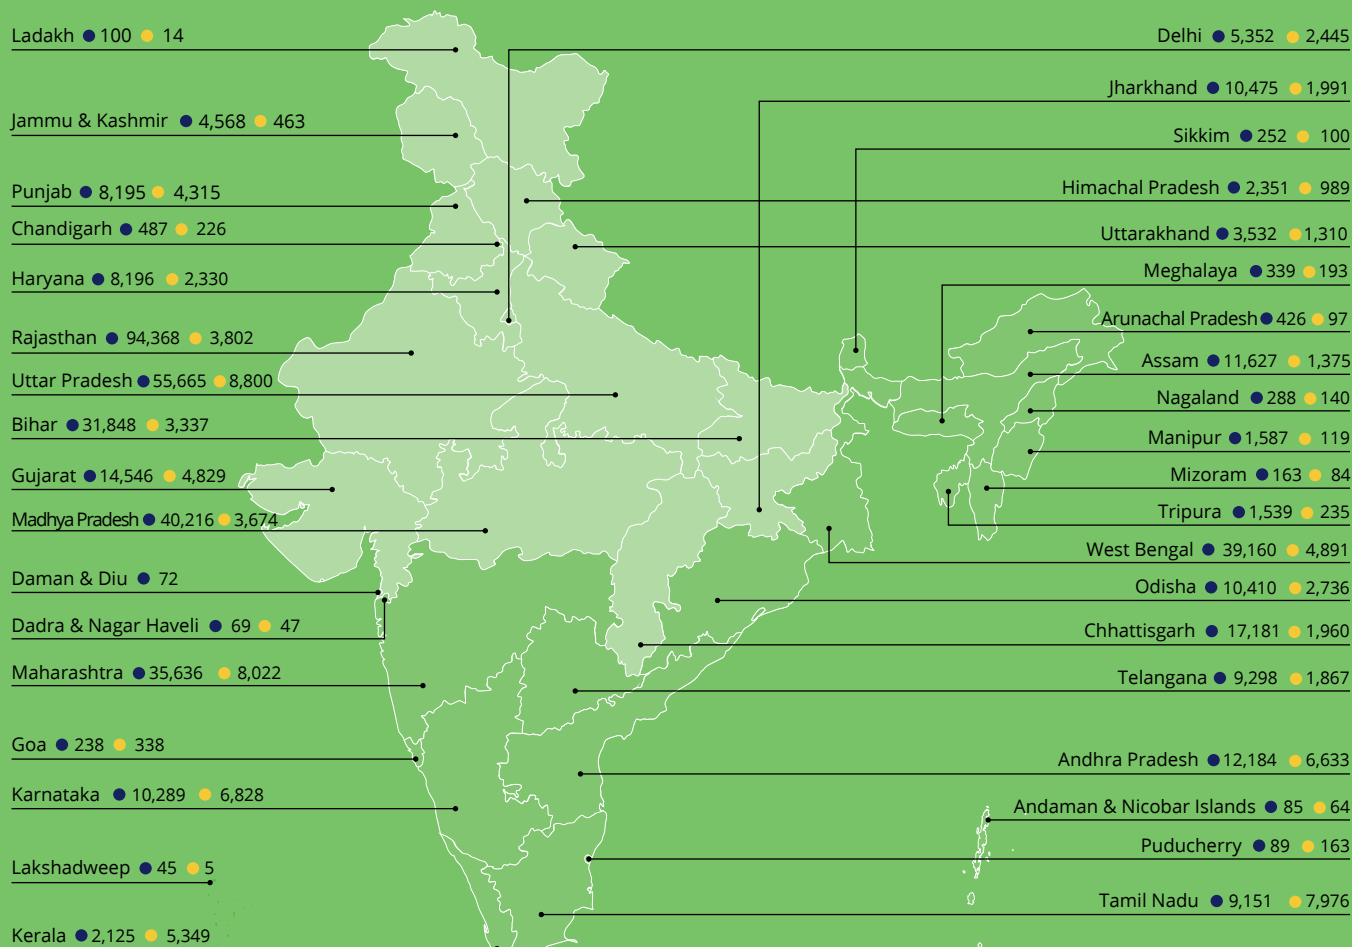 Ladakh 100 14
Jammu & Kashmir 4,568 463
Punjab 8,195 4,315
Chandigarh 487 226
Haryana 8,196 2,330
Rajasthan 94,368 3,802
Uttar Pradesh 55,665 8,800
Bihar 31,848 3,337
Gujarat 14,546 4,829
Madhya Pradesh 40,216 3,674
Daman & Diu 72
Dadra & Nagar Haveli 69 47
Maharashtra 35,636 8,022
Goa 238 338
Karnataka 10,289 6,828
Lakshadweep 45 5
Kerala 2,125 5,349
Delhi 5,352 2,445
Jharkhand 10,475 1,991
Sikkim 252 100
Himachal Pradesh 2,351 989
Uttarakhand 3,532 1,310
Meghalaya 339 193
Arunachal Pradesh 426 97
Assam 11,627 1,375
Nagaland 288 140
Manipur 1,587 119
Mizoram 163 84
Tripura 1,539 235
West Bengal 39,160 4,891
Odisha 10,410 2,736
Chhattisgarh 17,181 1,960
Telangana 9,298 1,867
Andhra Pradesh 12,184 6,633
Andaman & Nicobar Islands 85 64
Puducherry 89 163
Tamil Nadu 9,151 7,976